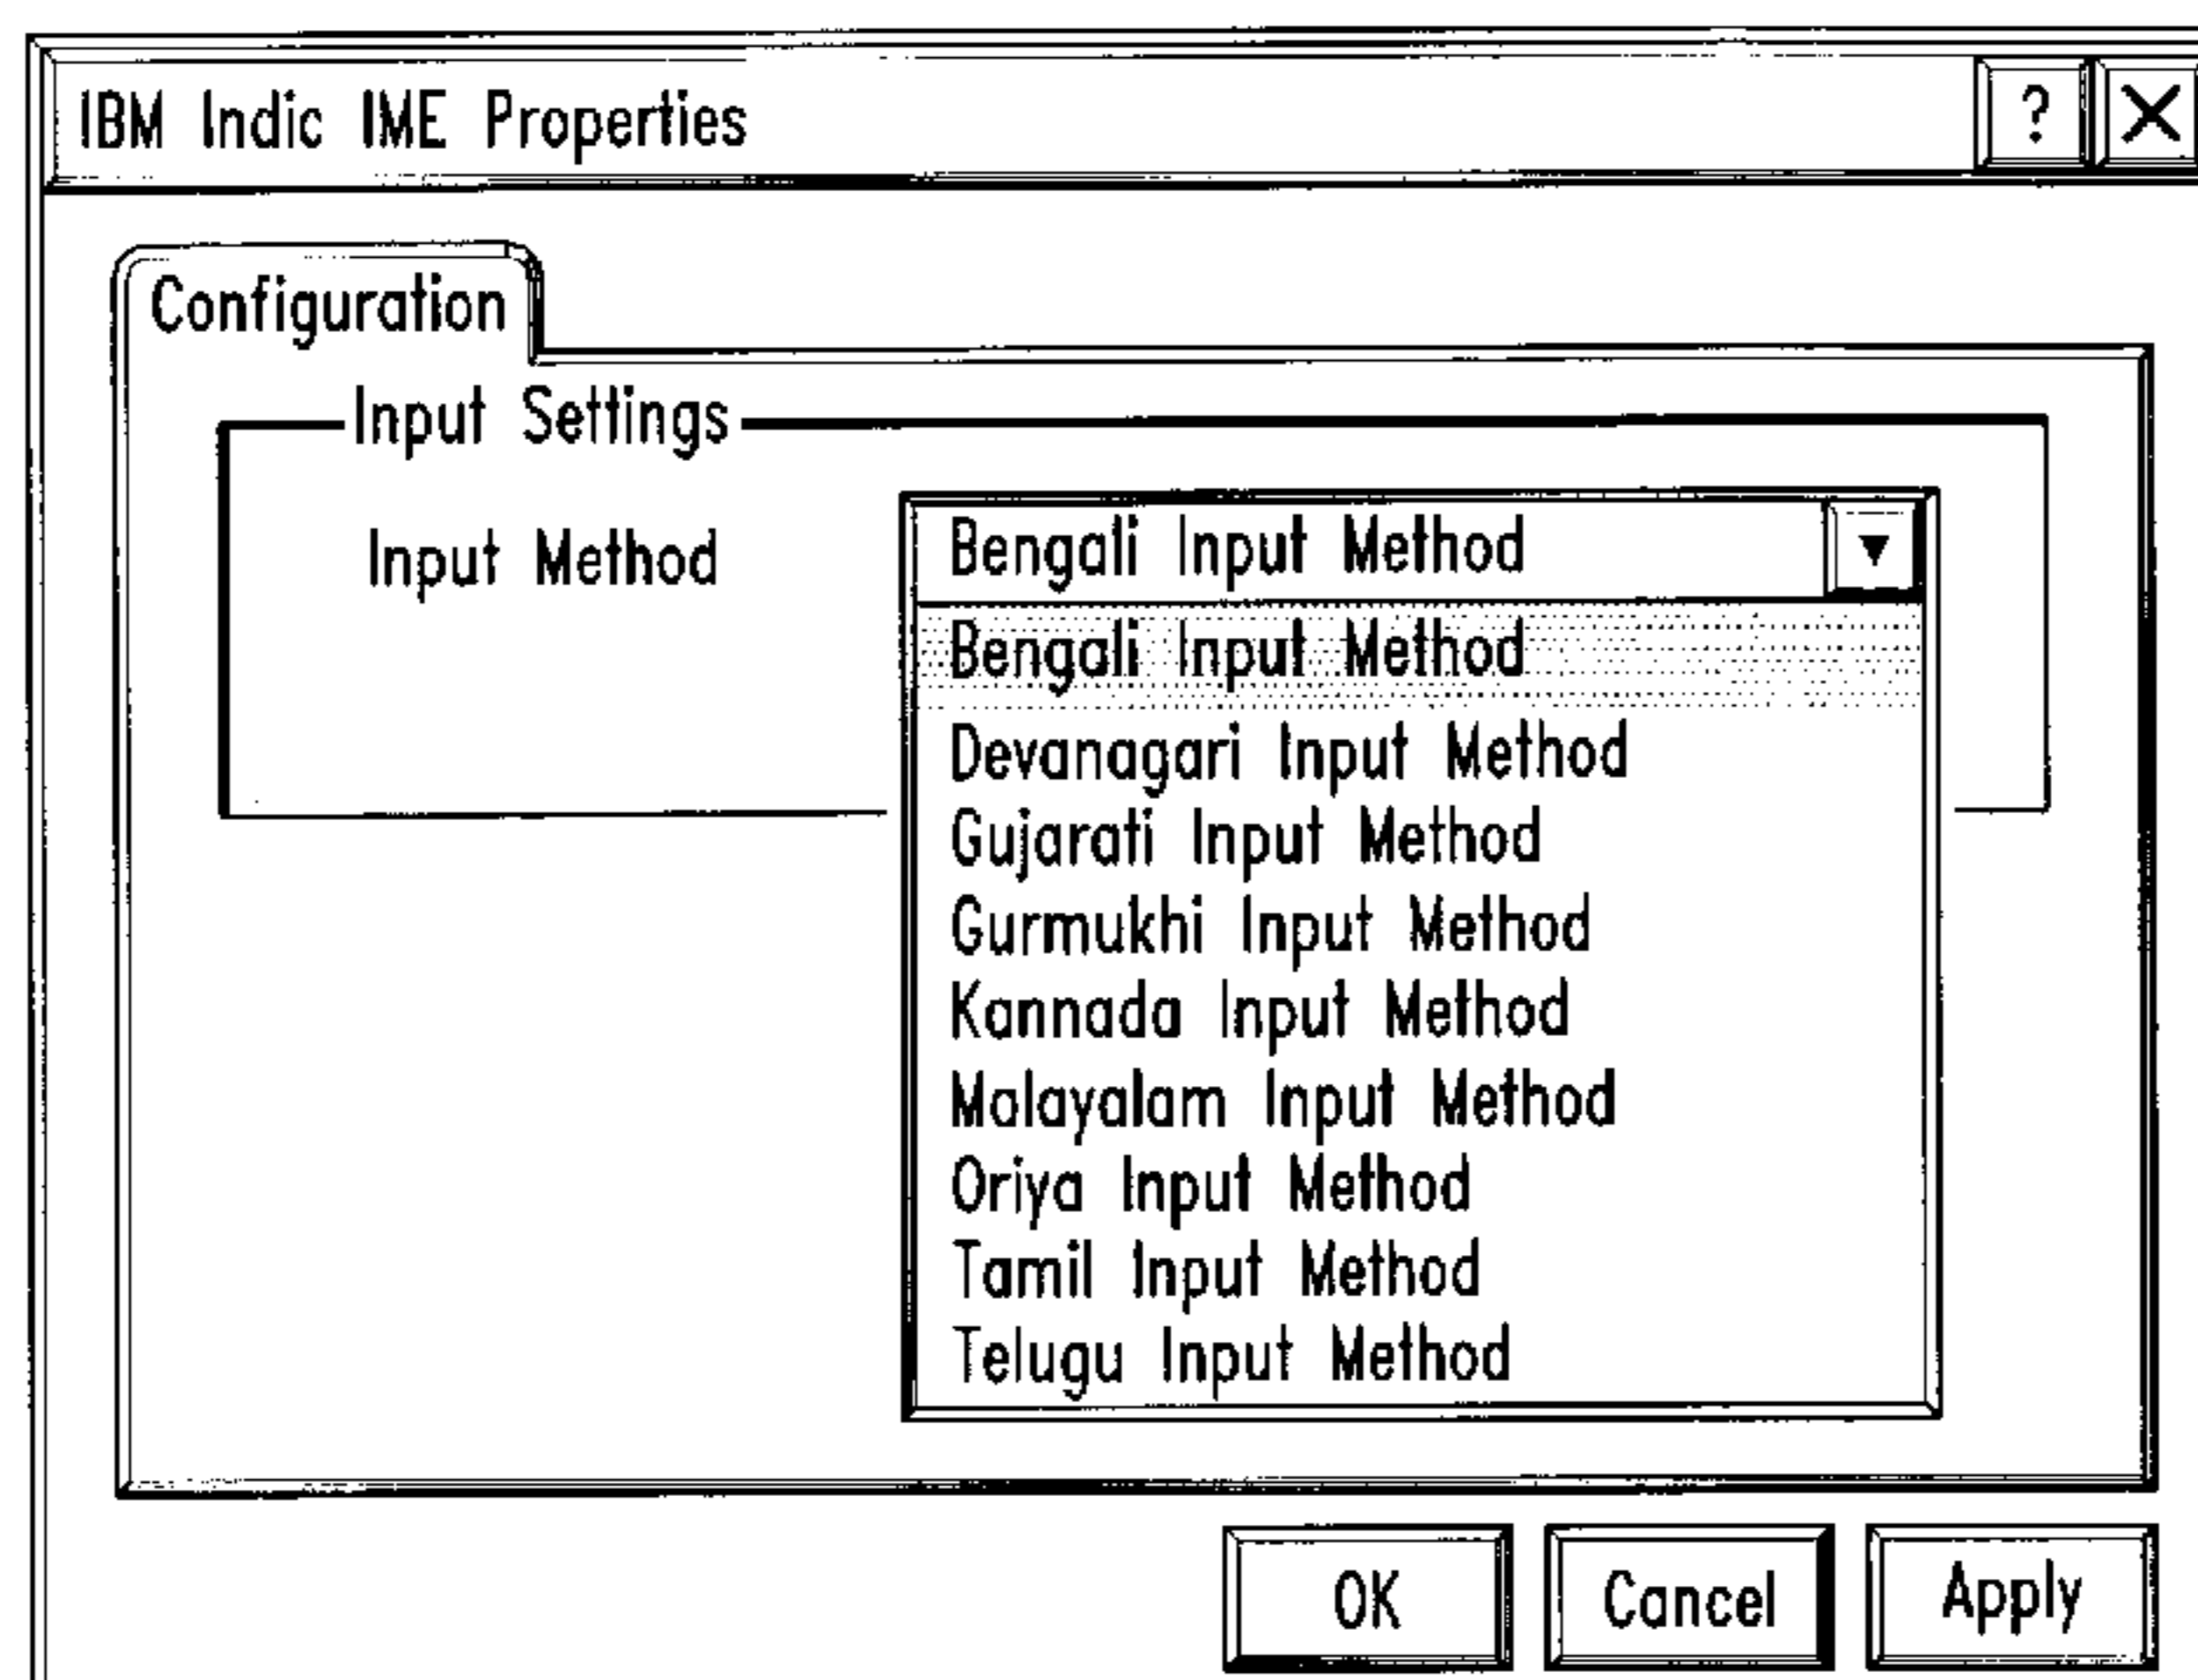 IBM Indic IME Properties ? X
Configuration
Input Settings
Input Method Bengali Input Method
Bengali Input Method
Devanagari Input Method
Gujarati Input Method
Gurmukhi Input Method
Kannada Input Method
Malayalam Input Method
Oriya Input Method
Tamil Input Method
Telugu Input Method
OK Cancel Apply